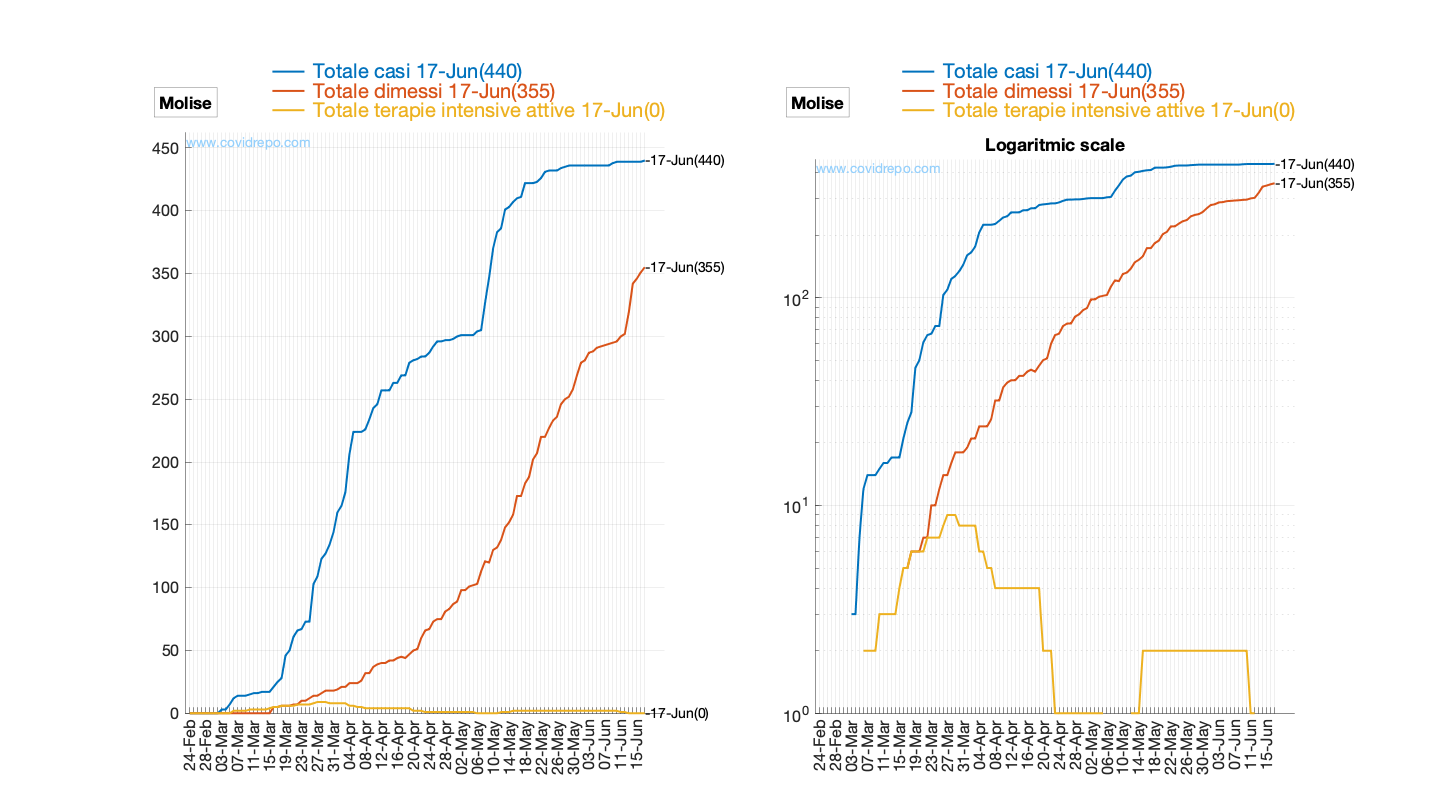 Totale casi 17-Jun(440)
Totale dimessi 17-Jun(355)
Totale terapie intensive attive 17-Jun(0)
Molise
www.covidrepo.com
450
400
350
300
250
200
150
100
50
0
-17-Jun(440)
-17-Jun(355)
-17-Jun(0)
24-Feb
28-Feb
03-Mar
07-Mar
11-Mar
15-Mar
19-Mar
23-Mar
27-Mar
31-Mar
04-Apr
08-Apr
12-Apr
16-Apr
20-Apr
24-Apr
28-Apr
02-May
06-May
10-May
14-May
18-May
22-May
26-May
30-May
03-Jun
07-Jun
11-Jun
15-Jun
Totale casi 17-Jun(440)
Totale dimessi 17-Jun(355)
Totale terapie intensive attive 17-Jun(0)
Molise
Logaritmic scale
www.covidrepo.com
10²
10¹
10⁰
-17-Jun(440)
-17-Jun(355)
24-Feb
28-Feb
03-Mar
07-Mar
11-Mar
15-Mar
19-Mar
23-Mar
27-Mar
31-Mar
04-Apr
08-Apr
12-Apr
16-Apr
20-Apr
24-Apr
28-Apr
02-May
06-May
10-May
14-May
18-May
22-May
26-May
30-May
03-Jun
07-Jun
11-Jun
15-Jun